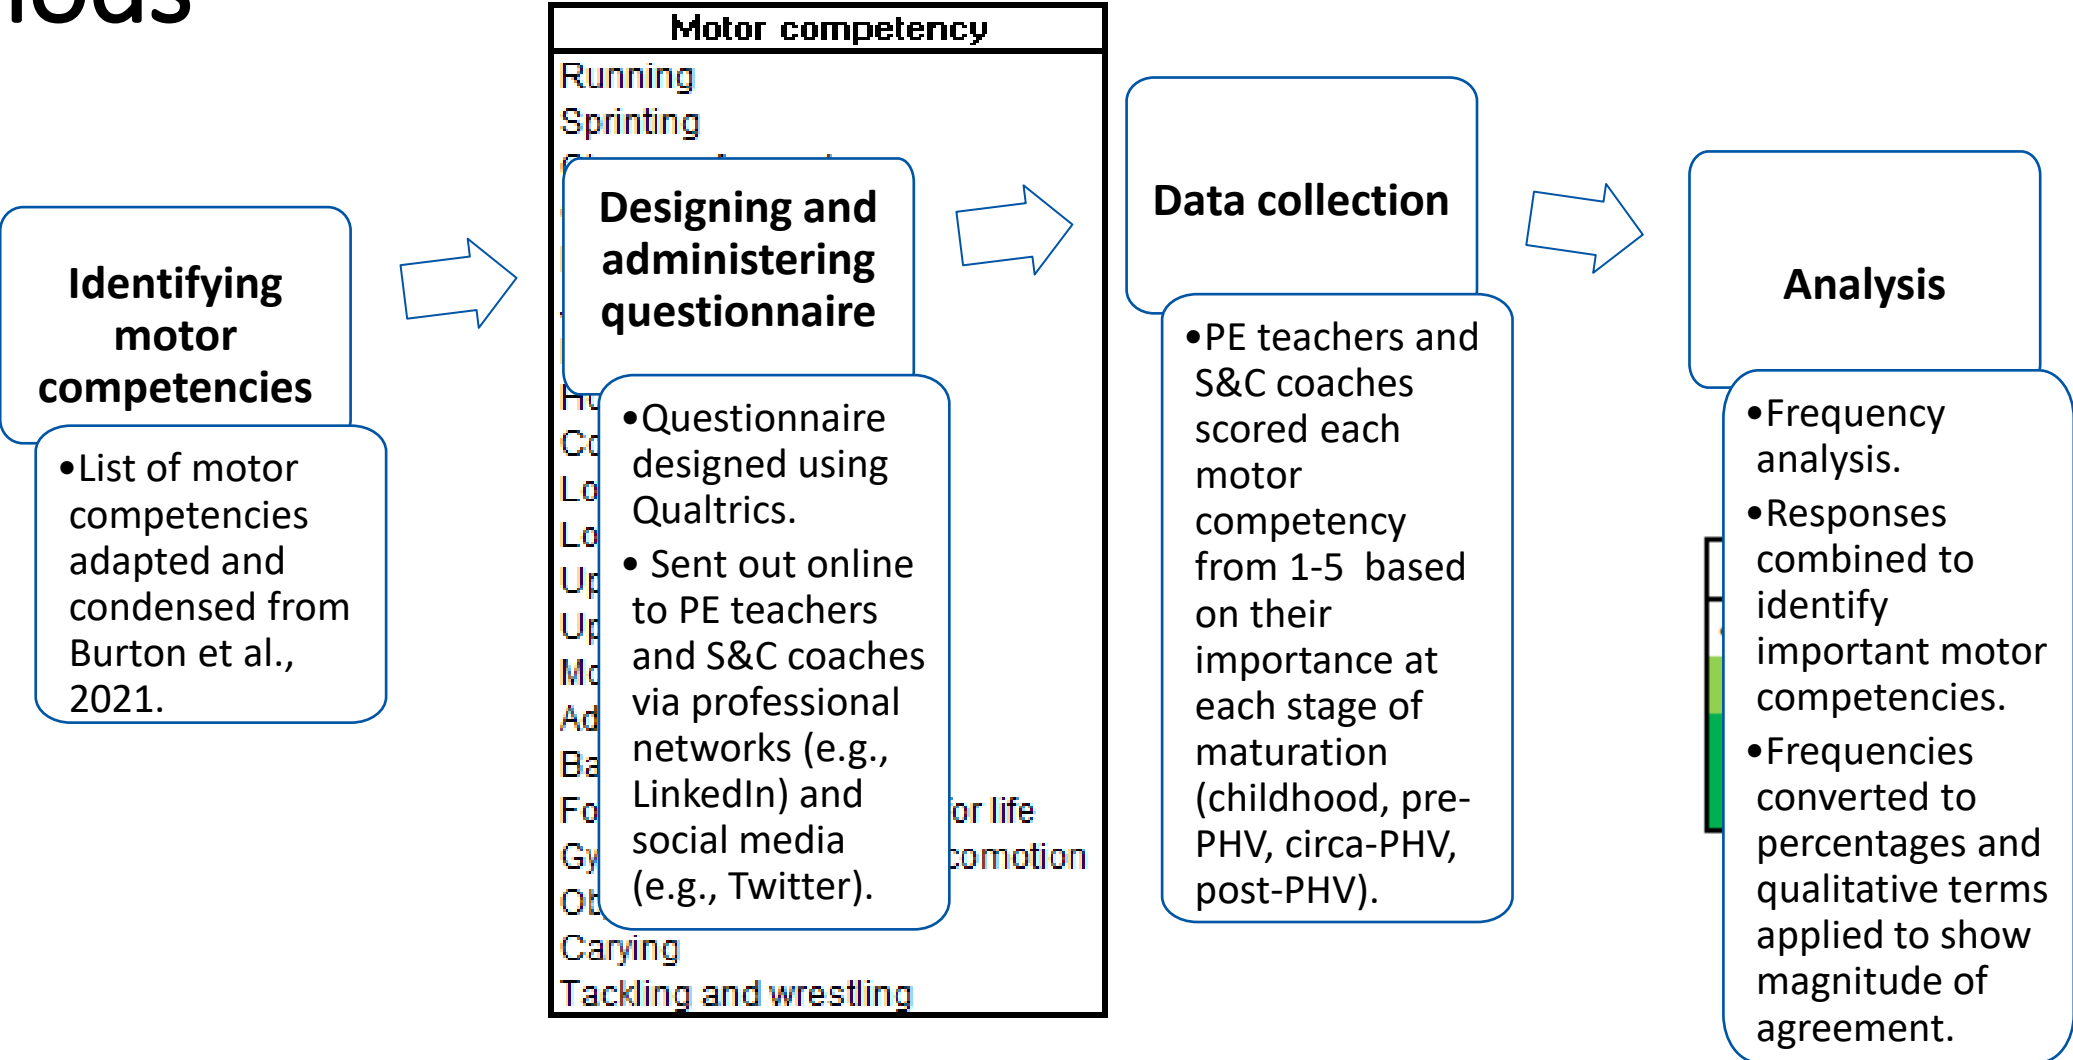 Motor competency
Running
Sprinting
Carying
Tackling and wrestling
for life
Identifying
motor
competencies
•List of motor
competencies
adapted and
condensed from
Burton et al.,
2021.
Designing and
administering
questionnaire
•Questionnaire
designed using
Qualtrics.
• Sent out online
to PE teachers
and S&C coaches
via professional
networks (e.g.,
LinkedIn) and
social media
(e.g., Twitter).
Data collection
•PE teachers and
S&C coaches
scored each
motor
competency
from 1-5 based
on their
importance at
each stage of
maturation
(childhood, pre-
PHV, circa-PHV,
post-PHV).
Analysis
•Frequency
analysis.
•Responses
combined to
identify
important motor
competencies.
•Frequencies
converted to
percentages and
qualitative terms
applied to show
magnitude of
agreement.